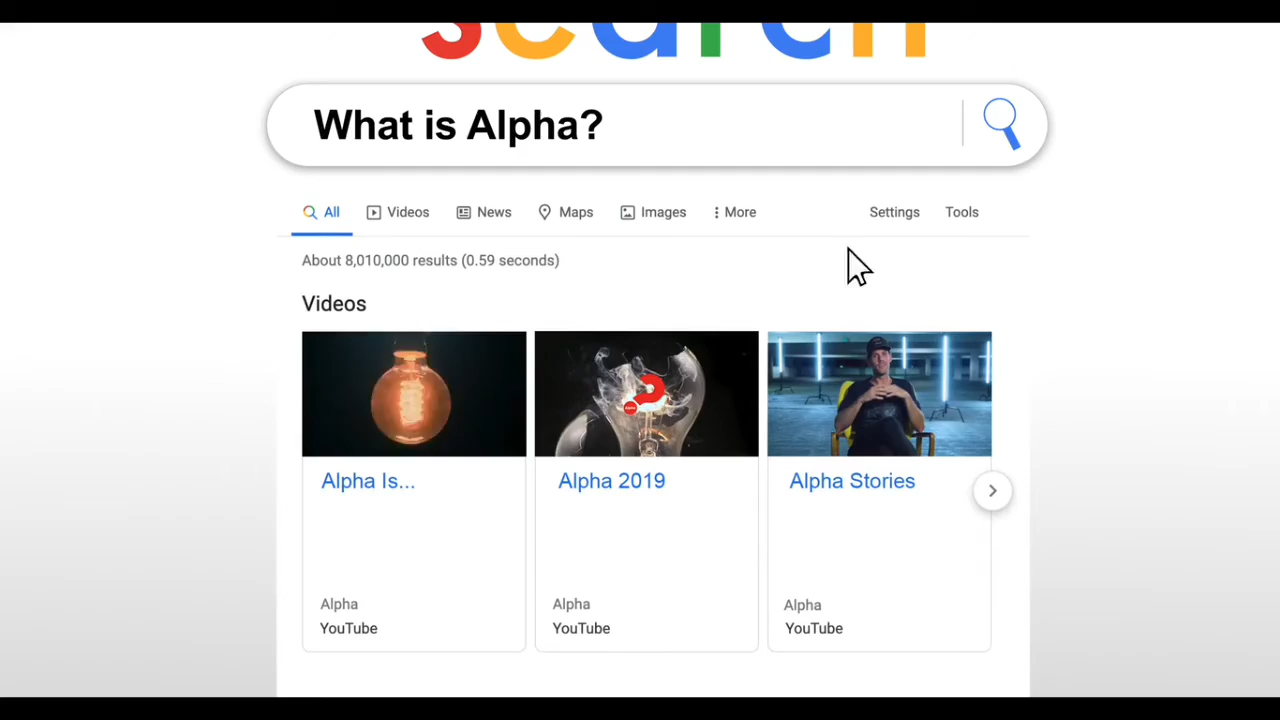 search
What is Alpha?
All Videos News Maps Images More Settings Tools
About 8,010,000 results (0.59 seconds)
Videos
Alpha Is... Alpha 2019 Alpha Stories
Alpha Alpha Alpha
YouTube YouTube YouTube